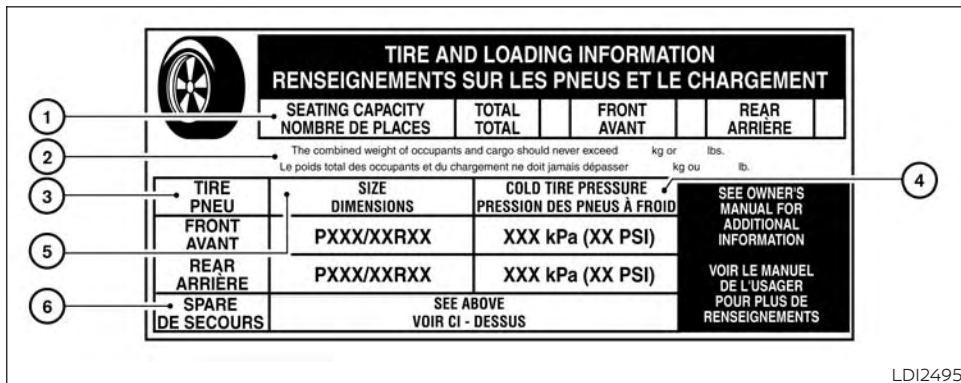 TIRE AND LOADING INFORMATION
RENSEIGNEMENTS SUR LES PNEUS ET LE CHARGEMENT
1
SEATING CAPACITY TOTAL FRONT REAR
NOMBRE DE PLACES TOTAL AVANT ARRIÈRE
2
The combined weight of occupants and cargo should never exceed kg or lbs.
Le poids total des occupants et du chargement ne doit jamais dépasser kg ou lb.
3
TIRE SIZE COLD TIRE PRESSURE
PNEU DIMENSIONS PRESSION DES PNEUS À FROID
4
5
FRONT
AVANT
PXXX/XXRXX XXX kPa (XX PSI)
REAR
ARRIÈRE
PXXX/XXRXX XXX kPa (XX PSI)
6
SPARE SEE ABOVE
DE SECOURS VOIR CI - DESSUS
SEE OWNER'S
MANUAL FOR
ADDITIONAL
INFORMATION
VOIR LE MANUEL
DE L'USAGER
POUR PLUS DE
RENSEIGNEMENTS
LDI2495